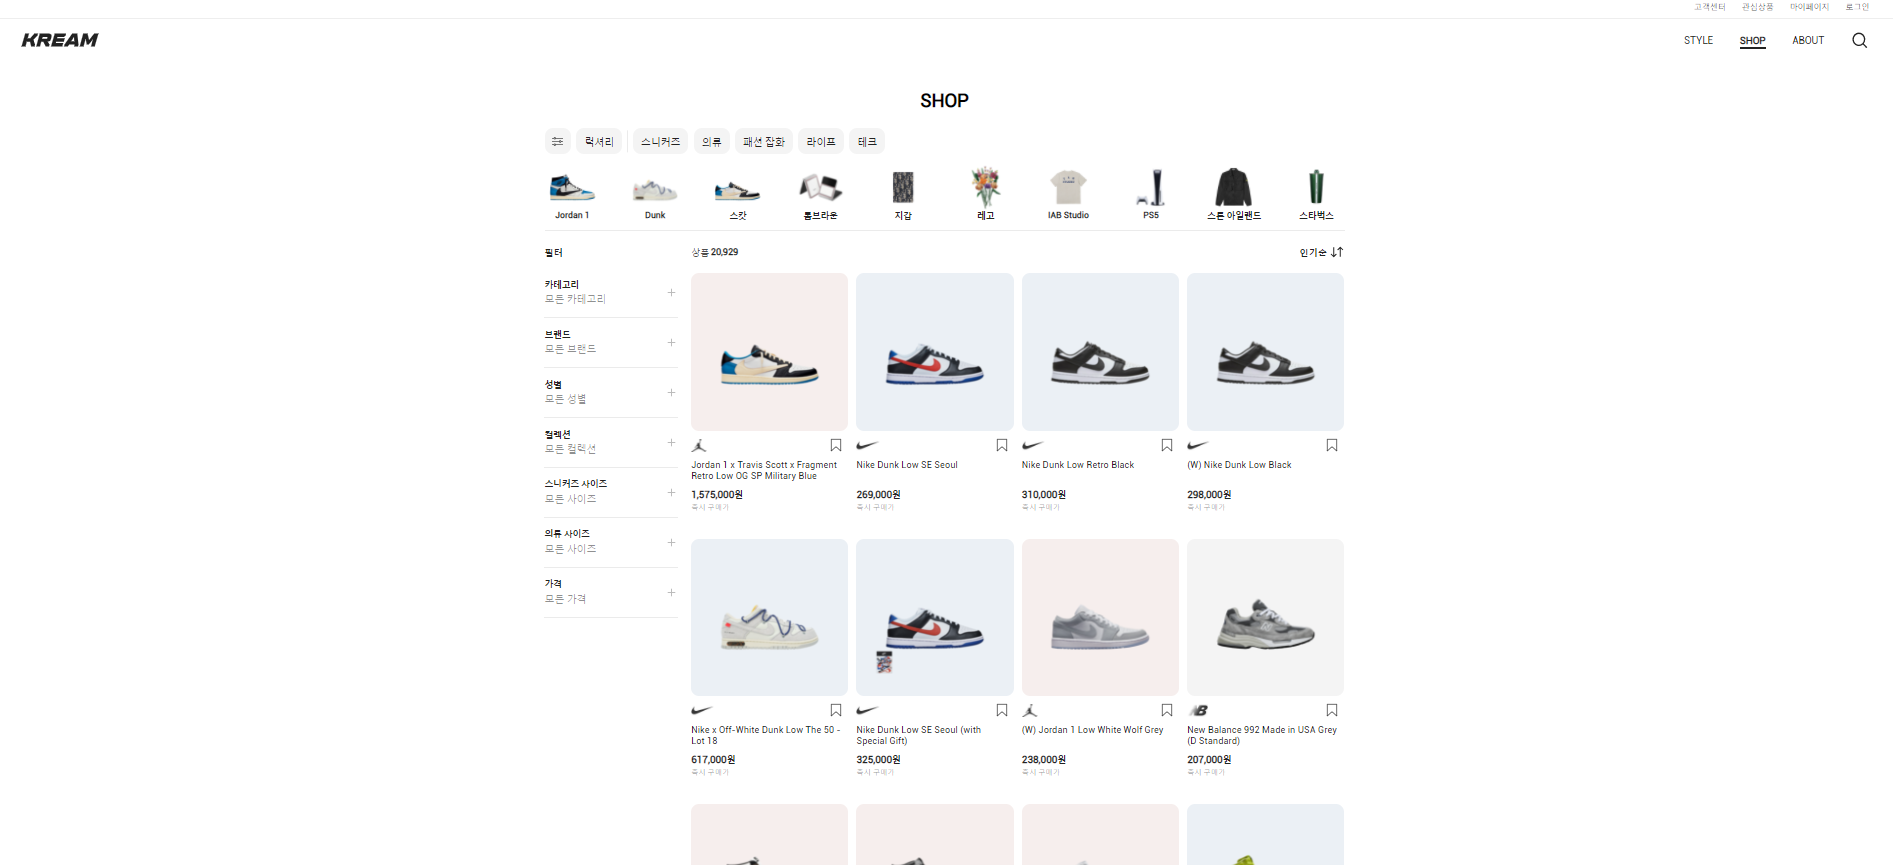 고객센터 관심상품 마이페이지 로그인
KREAM
STYLE SHOP ABOUT
SHOP
럭셔리 스니커즈 의류 패션 잡화 라이프 테크
Jordan 1 Dunk 스캇 톰브라운 지갑 레고 IAB Studio PS5 스톤 아일랜드 스타벅스
필터
상품 20,929
인기순
카테고리
모든 카테고리
브랜드
모든 브랜드
성별
모든 성별
컬렉션
모든 컬렉션
스니커즈 사이즈
모든 사이즈
의류 사이즈
모든 사이즈
가격
모든 가격
Jordan 1 x Travis Scott x Fragment
Retro Low OG SP Military Blue
1,575,000원
즉시 구매가
Nike Dunk Low SE Seoul
269,000원
즉시 구매가
Nike Dunk Low Retro Black
310,000원
즉시 구매가
(W) Nike Dunk Low Black
298,000원
즉시 구매가
Nike x Off-White Dunk Low The 50 -
Lot 18
617,000원
즉시 구매가
Nike Dunk Low SE Seoul (with
Special Gift)
325,000원
즉시 구매가
(W) Jordan 1 Low White Wolf Grey
238,000원
즉시 구매가
NB
New Balance 992 Made in USA Grey
(D Standard)
207,000원
즉시 구매가